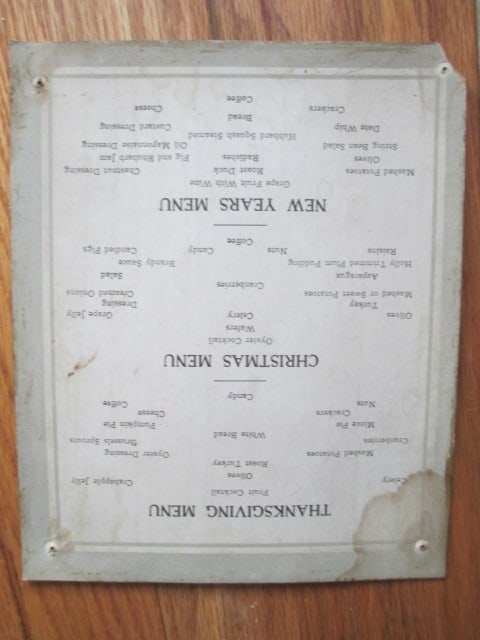 THANKSGIVING MENU
Fruit Cocktail
Celery Crabapple Jelly
Olives
Roast Turkey
Mashed Potatoes Oyster Dressing
Cranberries White Bread Brussels Sprouts
Mince Pie Pumpkin Pie
Crackers Cheese
Nuts Coffee
Candy
CHRISTMAS MENU
Oyster Cocktail
Wafers
Olives Celery Grape Jelly
Turkey Dressing
Mashed or Sweet Potatoes Creamed Onions
Cranberries
Asparagus Salad
Holly Trimmed Plum Pudding Brandy Sauce
Raisins Nuts Candy Candied Figs
Coffee
NEW YEARS MENU
Grape Fruit With Wine
Mashed Potatoes Roast Duck Chestnut Dressing
Olives Radishes Fig and Rhubarb Jam
String Bean Salad Oil Mayonnaise Dressing
Hubbard Squash Steamed
Date Whip Custard Dressing
Bread
Crackers Cheese
Coffee